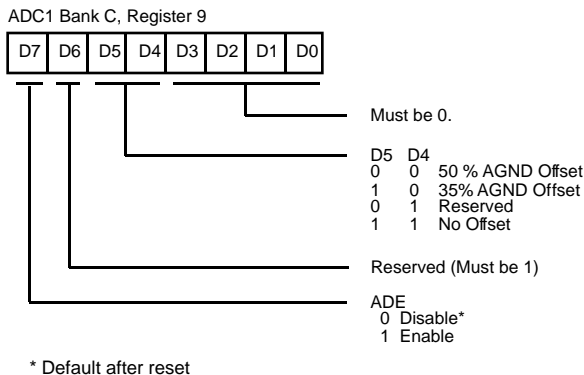 ADC1 Bank C, Register 9
D7 D6 D5 D4 D3 D2 D1 D0
Must be 0.
D5 D4
0 0 50 % AGND Offset
1 0 35% AGND Offset
0 1 Reserved
1 1 No Offset
Reserved (Must be 1)
ADE
0 Disable*
1 Enable
* Default after reset